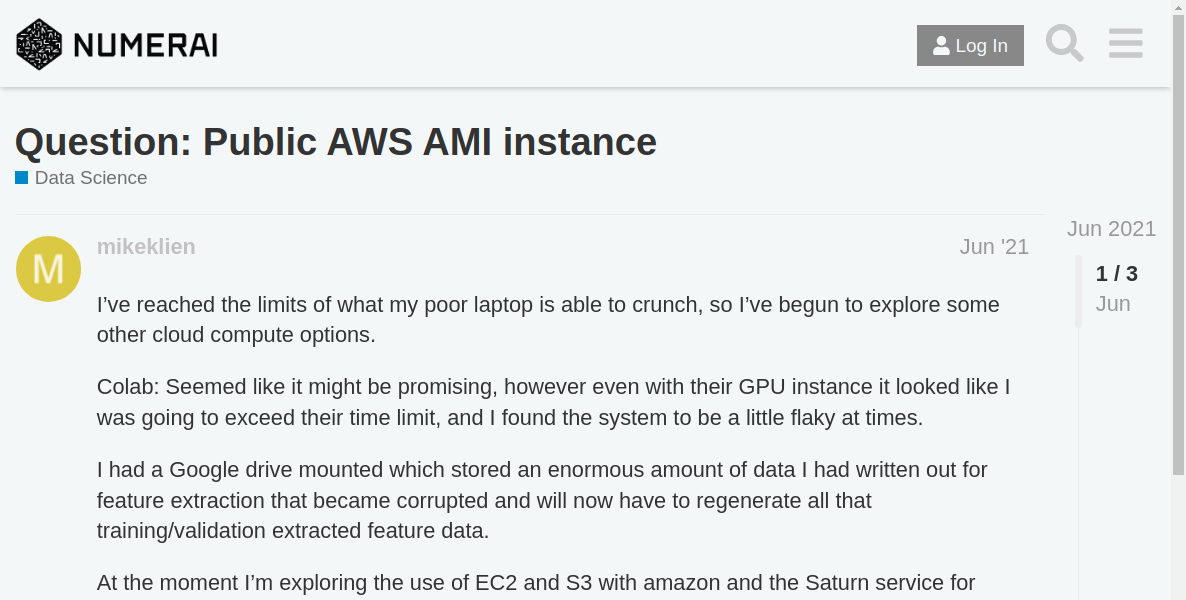 NUMERAI
Log In
Question: Public AWS AMI instance
Data Science
Jun 2021
M
mikeklien
Jun '21
1 / 3
Jun
I’ve reached the limits of what my poor laptop is able to crunch, so I’ve begun to explore some
other cloud compute options.
Colab: Seemed like it might be promising, however even with their GPU instance it looked like I
was going to exceed their time limit, and I found the system to be a little flaky at times.
I had a Google drive mounted which stored an enormous amount of data I had written out for
feature extraction that became corrupted and will now have to regenerate all that
training/validation extracted feature data.
At the moment I’m exploring the use of EC2 and S3 with amazon and the Saturn service for